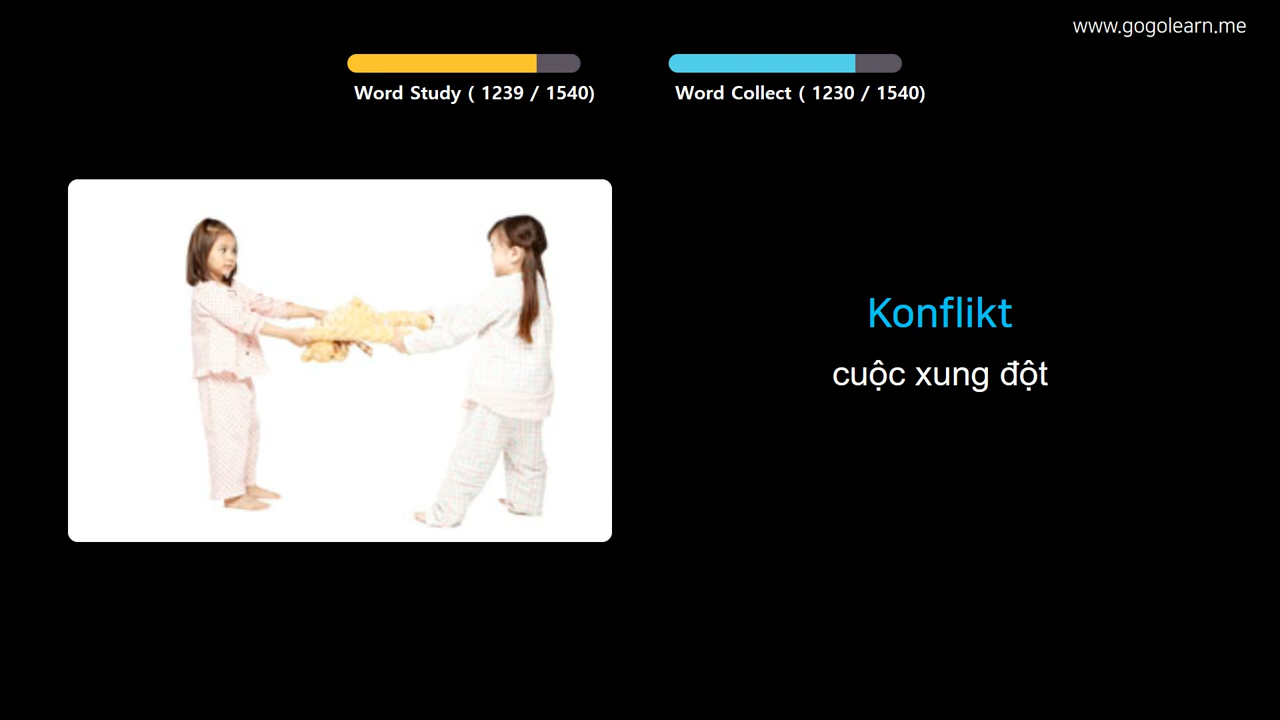 www.gogolearn.me
Word Study ( 1239 / 1540)
Word Collect ( 1230 / 1540)
Konflikt
cuộc xung đột